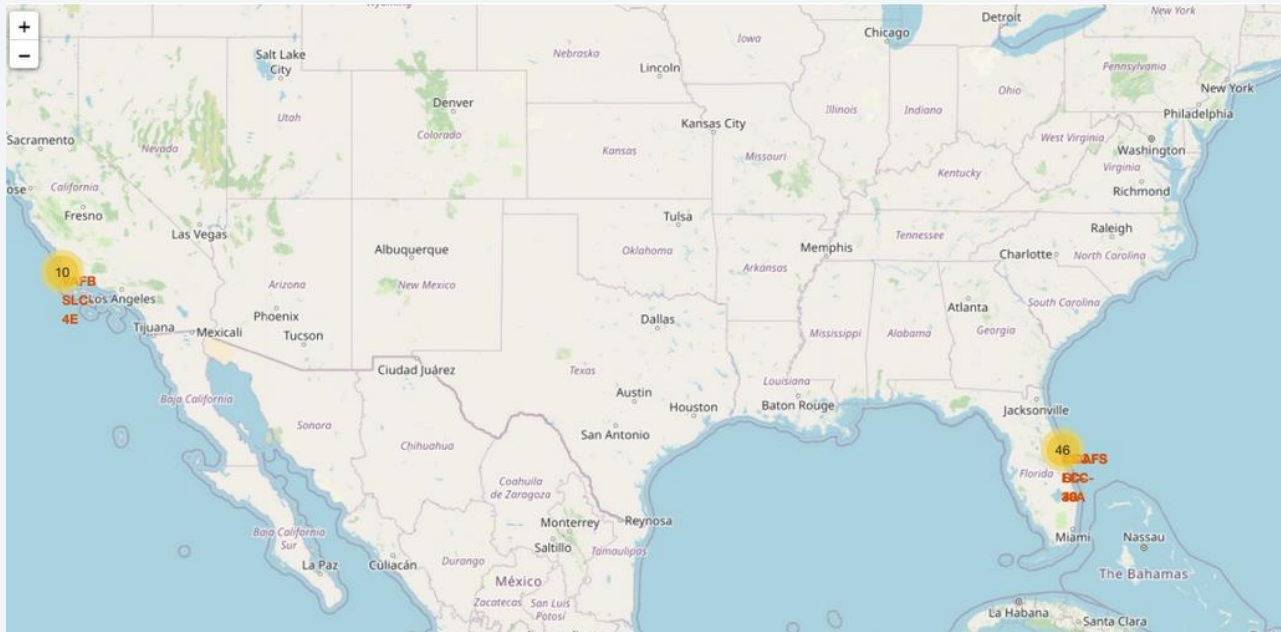 +
−
Wyoming
New York
Detroit
Chicago
Iowa
Nebraska
Salt Lake
City
Lincoln
Pennsylvania
New York
Illinois
Indiana
Ohio
Philadelphia
Denver
Utah
Colorado
Kansas City
Sacramento
Nevada
Kansas
Missouri
West Virginia
Washington
Virginia
Kentucky
ose
California
Richmond
Fresno
Las Vegas
Tulsa
Raleigh
Albuquerque
Oklahoma
Memphis
Tennessee
Charlotte
North Carolina
10
VAFB
SLC-
4E
Los Angeles
Arizona
New Mexico
Arkansas
South Carolina
Phoenix
Dallas
Atlanta
Tijuana
Mexicali
Tucson
Mississippi
Alabama
Georgia
Ciudad Juárez
Texas
Louisiana
Baja California
Austin
Houston
Baton Rouge
Jacksonville
Sonora
San Antonio
Chihuahua
46
Florida
Coahuila
de Zaragoza
Monterrey
Reynosa
Baja California
Sur
Saltillo
Tamaulipas
Miami
Nassau
La Paz
Culiacán
Durango
México
The Bahamas
Zacatecas
San Luis
Potosí
La Habana
Santa Clara